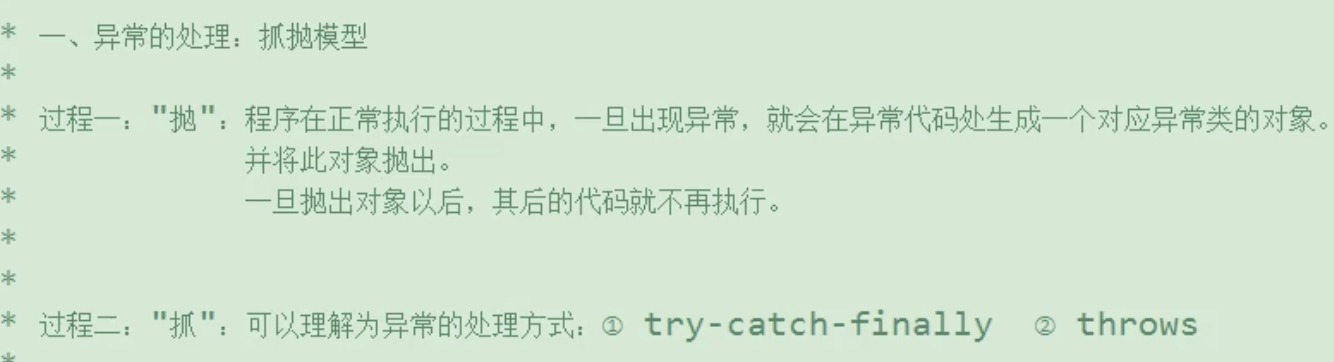 * 一、异常的处理：抓抛模型
*
* 过程一："抛"：程序在正常执行的过程中，一旦出现异常，就会在异常代码处生成一个对应异常类的对象。
* 并将此对象抛出。
* 一旦抛出对象以后，其后的代码就不再执行。
*
*
* 过程二："抓"：可以理解为异常的处理方式：① try-catch-finally ② throws
*